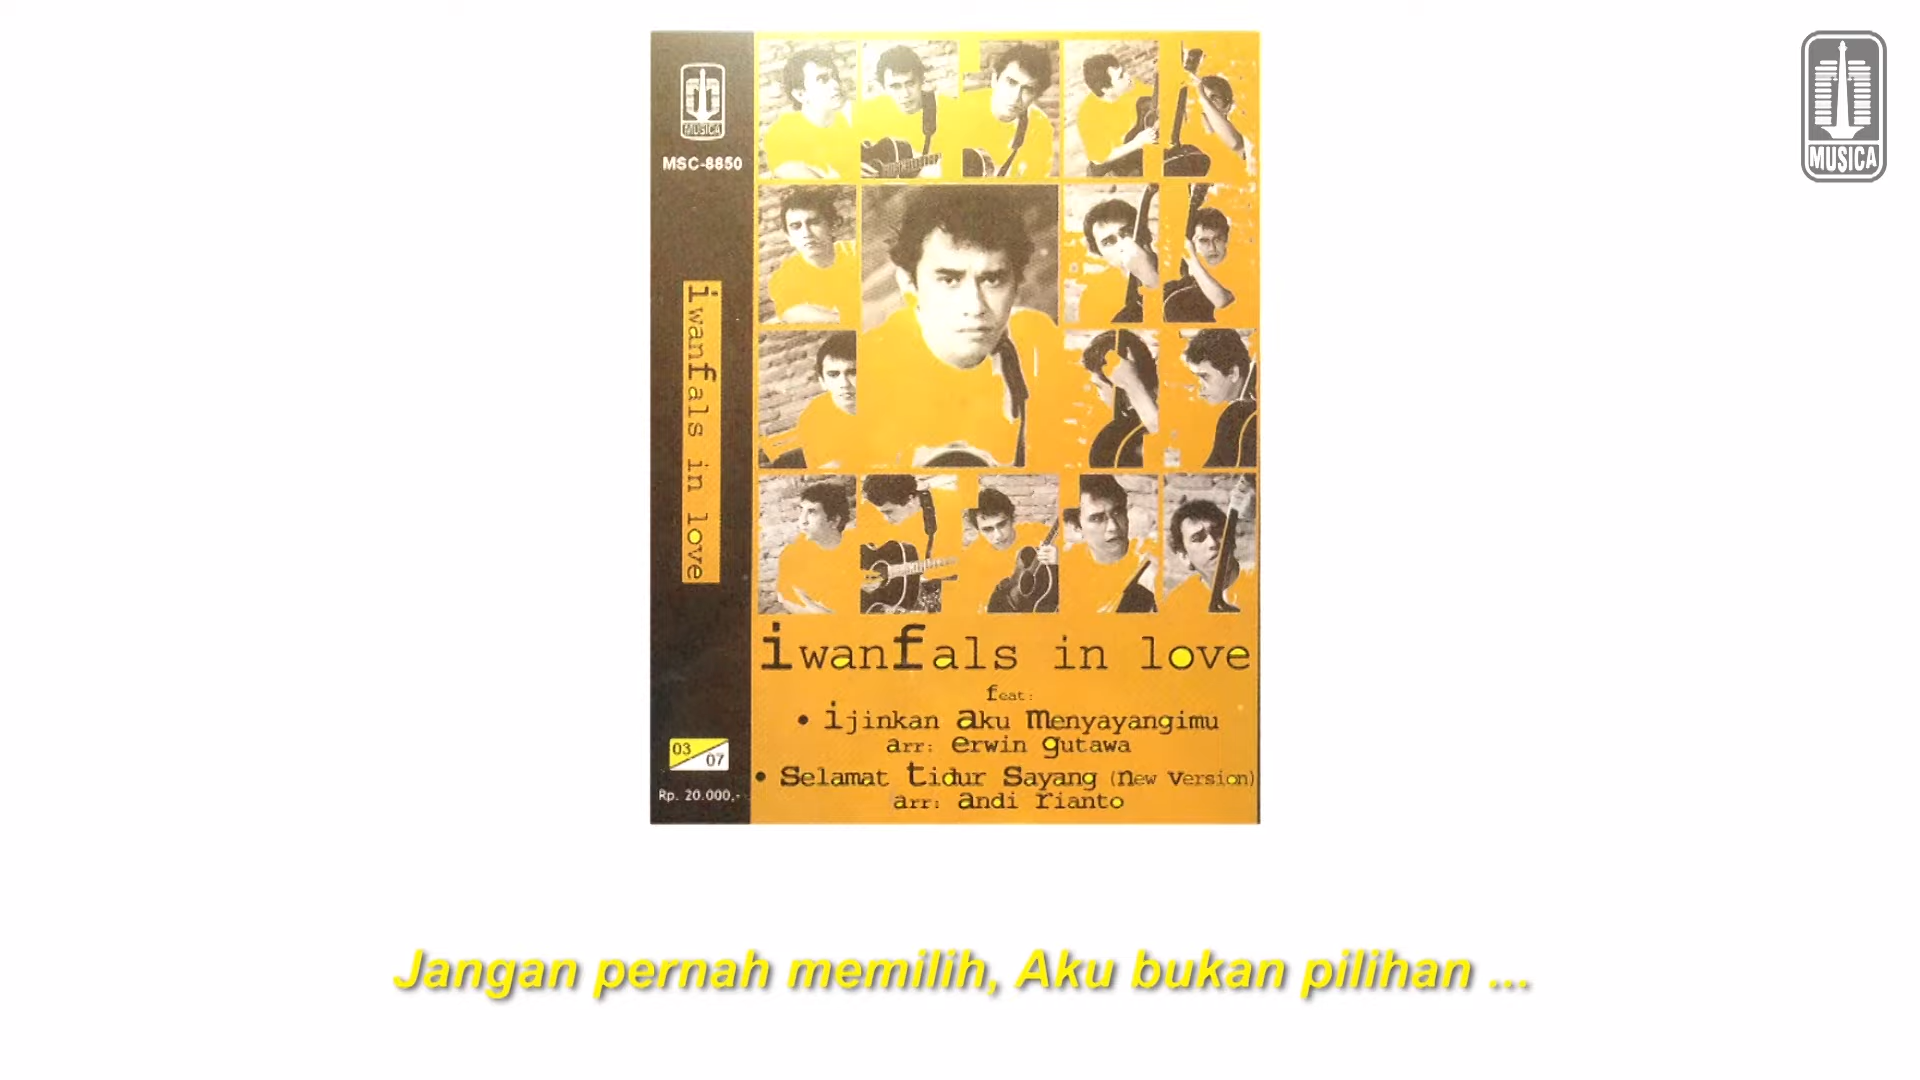 MUSICA
MSC-8850
iwanfals in love
03
07
Rp. 20.000,-
iwanfals in love
feat:
• ijinkan aku menyayangimu
arr: erwin gutawa
• selamat tidur sayang (new version)
arr: andi rianto
MUSICA
Jangan pernah memilih, Aku bukan pilihan ...